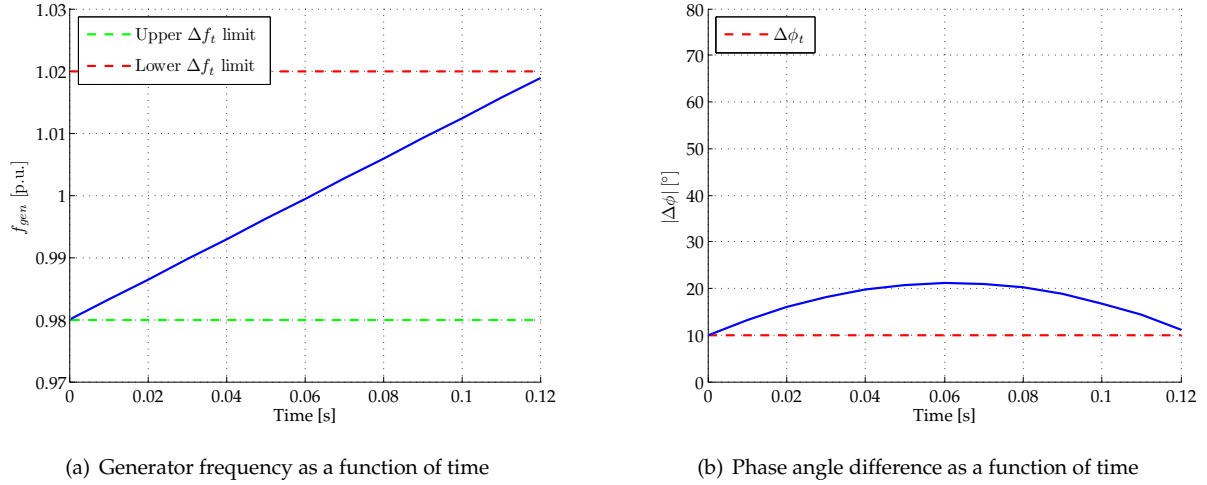 1.03
1.02
1.01
1
0.99
0.98
0.97
f_gen [p.u.]
Upper Δf_t limit
Lower Δf_t limit
0 0.02 0.04 0.06 0.08 0.1 0.12
Time [s]
(a) Generator frequency as a function of time
80
70
60
50
40
30
20
10
0
|Δϕ| [°]
Δϕ_t
0 0.02 0.04 0.06 0.08 0.1 0.12
Time [s]
(b) Phase angle difference as a function of time